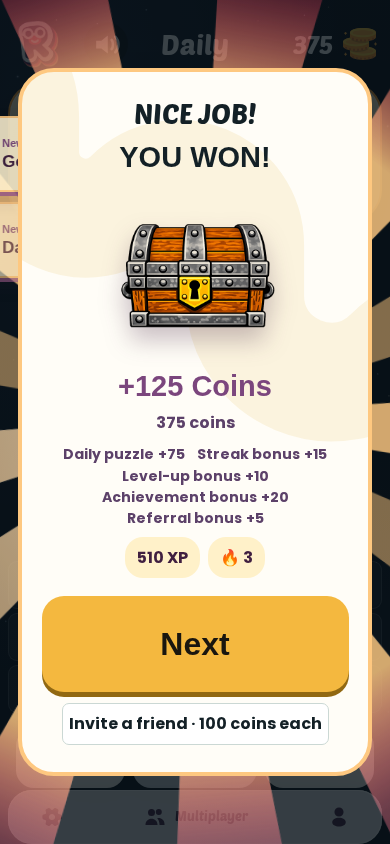 Daily
375
NICE JOB!
YOU WON!
+125 Coins
375 coins
Daily puzzle +75 Streak bonus +15
Level-up bonus +10
Achievement bonus +20
Referral bonus +5
510 XP
🔥 3
Next
Invite a friend · 100 coins each
Multiplayer